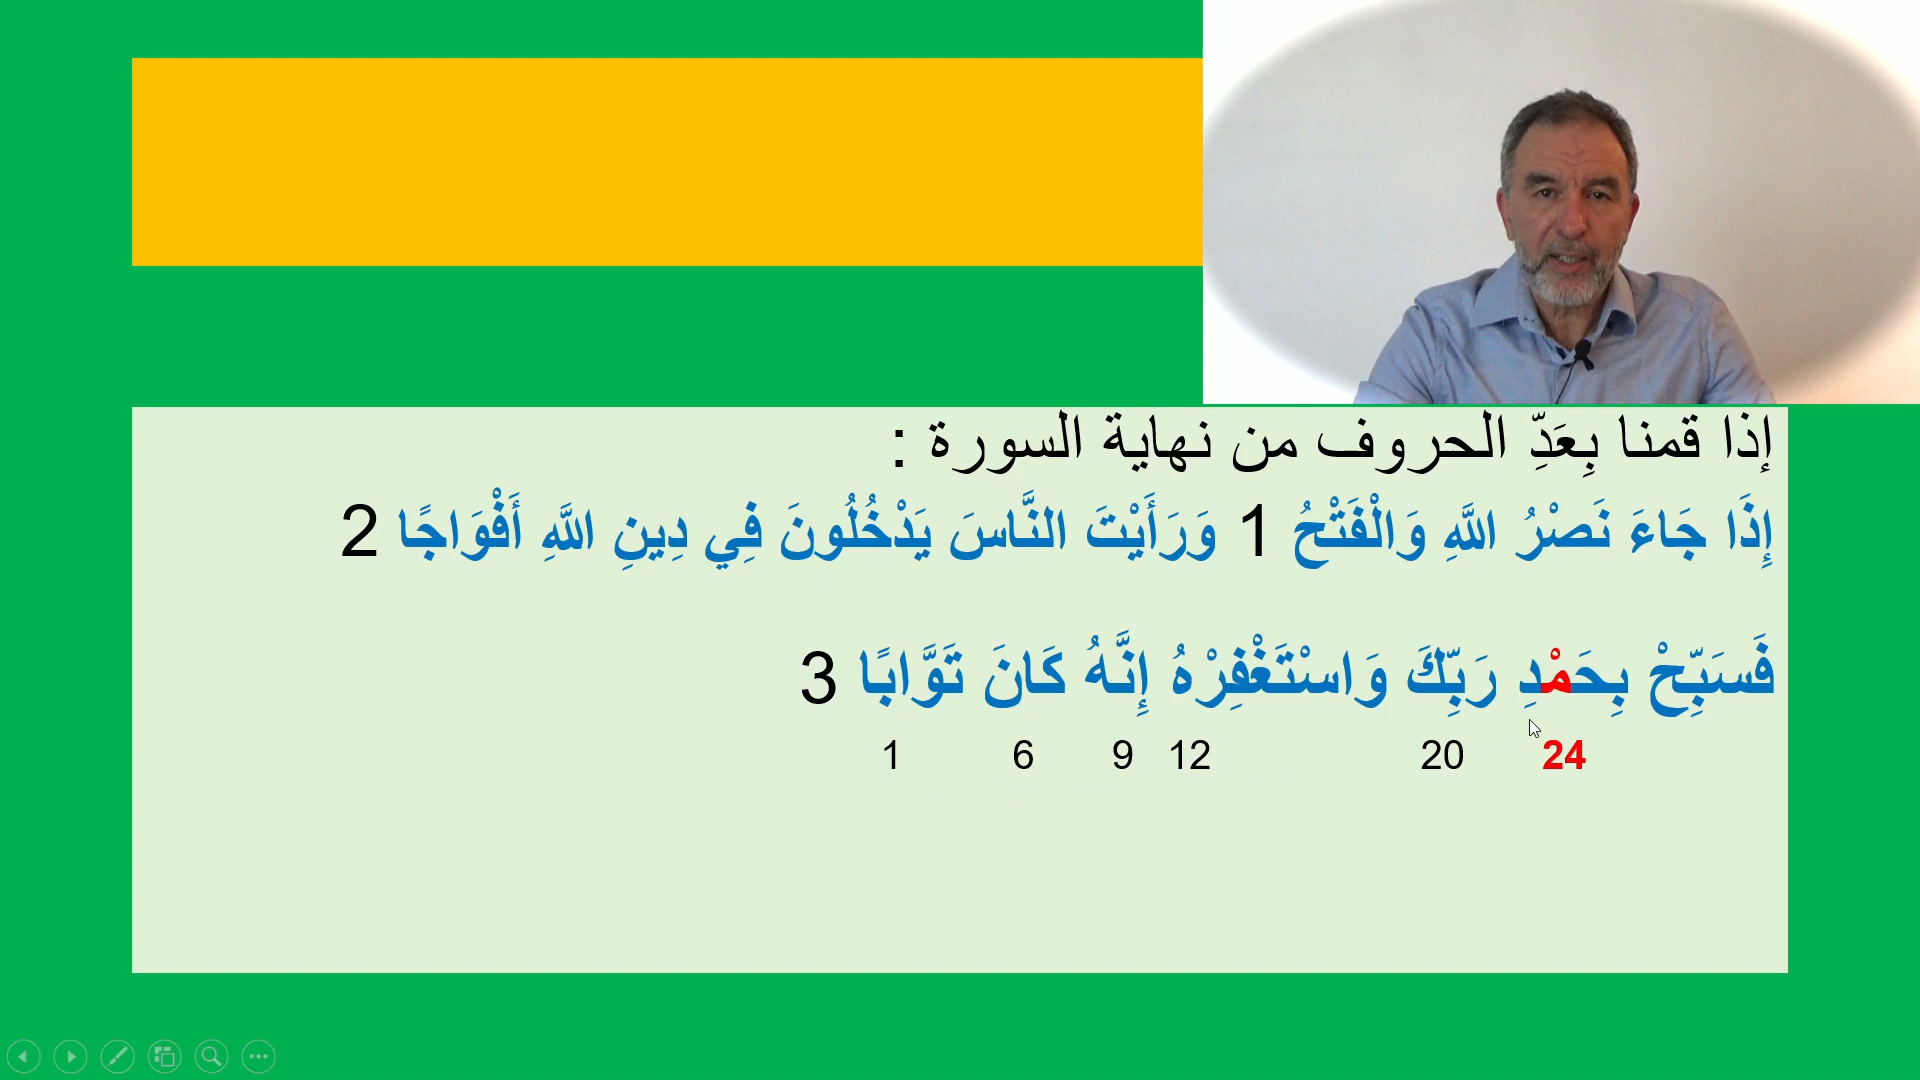 إذا قمنا بِعَدِّ الحروف من نهاية السورة :
إِذَا جَاءَ نَصْرُ اللَّهِ وَالْفَتْحُ 1 وَرَأَيْتَ النَّاسَ يَدْخُلُونَ فِي دِينِ اللَّهِ أَفْوَاجًا 2
فَسَبِّحْ بِحَمْدِ رَبِّكَ وَاسْتَغْفِرْهُ إِنَّهُ كَانَ تَوَّابًا 3
24 20 12 9 6 1